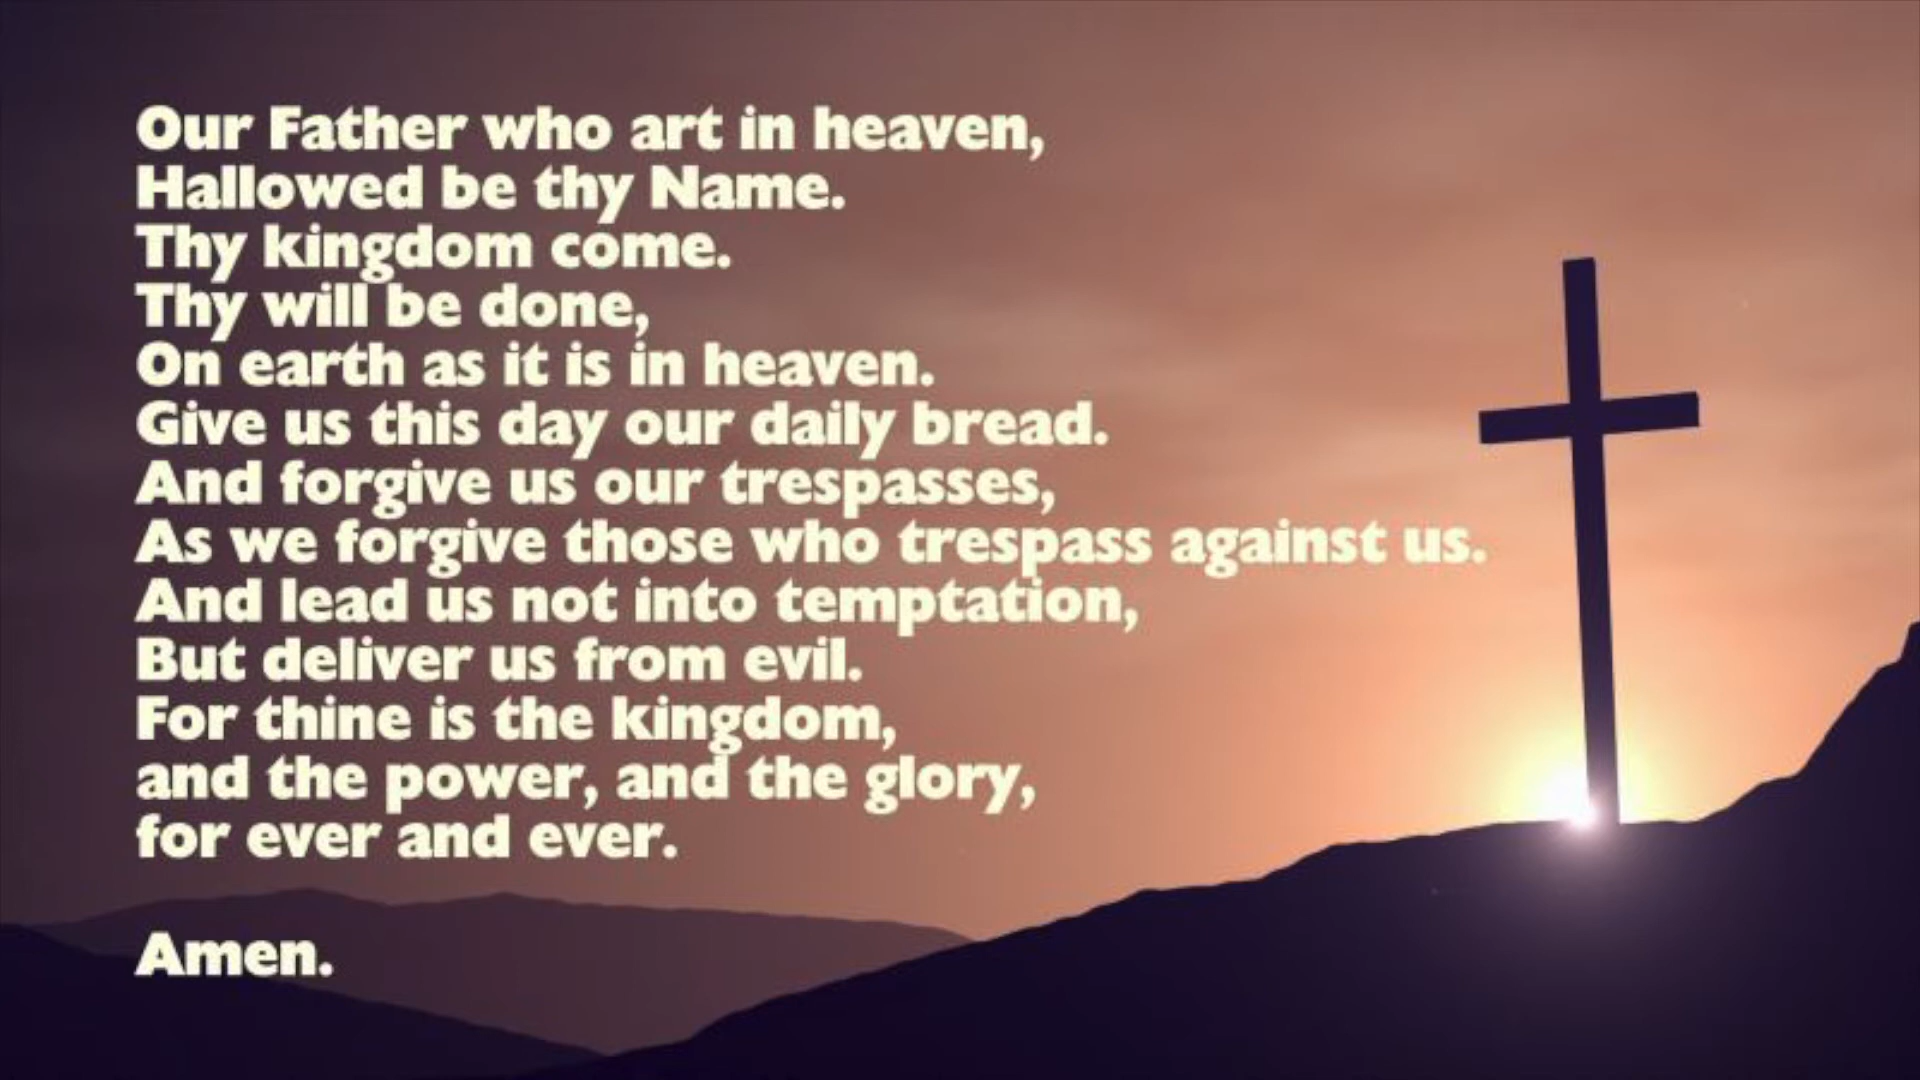 Our Father who art in heaven,
Hallowed be thy Name.
Thy kingdom come.
Thy will be done,
On earth as it is in heaven.
Give us this day our daily bread.
And forgive us our trespasses,
As we forgive those who trespass against us.
And lead us not into temptation,
But deliver us from evil.
For thine is the kingdom,
and the power, and the glory,
for ever and ever.
Amen.